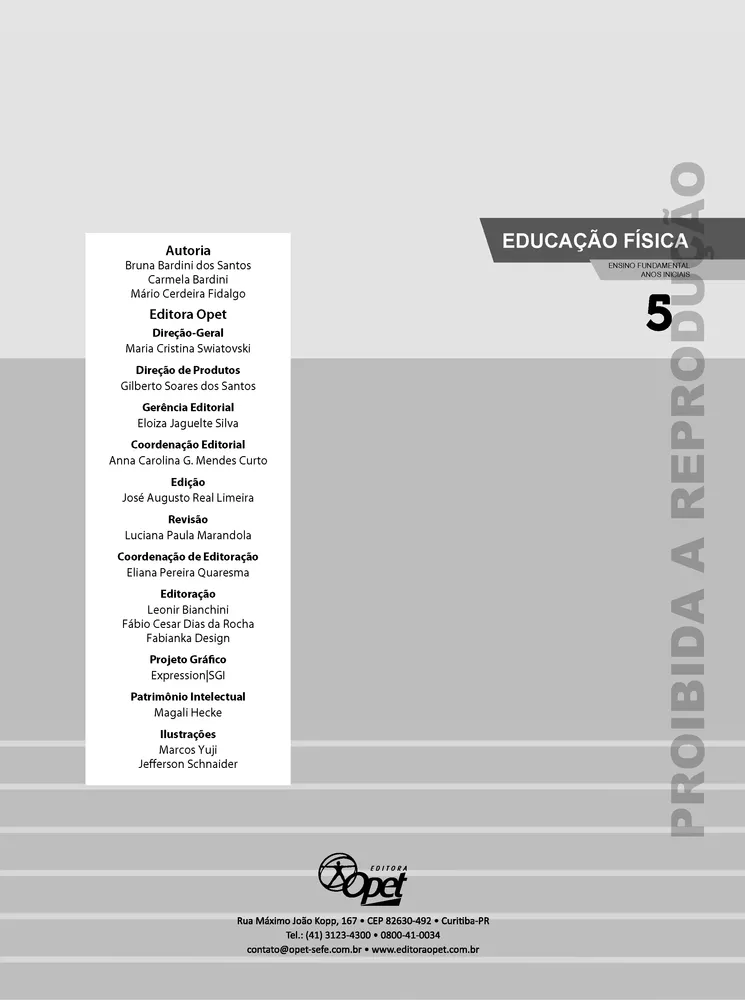 EDUCAÇÃO FÍSICA
ENSINO FUNDAMENTAL
ANOS INICIAIS
5
PROIBIDA A REPRODUÇÃO
Autoria
Bruna Bardini dos Santos
Carmela Bardini
Mário Cerdeira Fidalgo
Editora Opet
Direção-Geral
Maria Cristina Swiatovski
Direção de Produtos
Gilberto Soares dos Santos
Gerência Editorial
Eloiza Jaguelte Silva
Coordenação Editorial
Anna Carolina G. Mendes Curto
Edição
José Augusto Real Limeira
Revisão
Luciana Paula Marandola
Coordenação de Editoração
Eliana Pereira Quaresma
Editoração
Leonir Bianchini
Fábio Cesar Dias da Rocha
Fabianka Design
Projeto Gráfico
Expression|SGI
Patrimônio Intelectual
Magali Hecke
Ilustrações
Marcos Yuji
Jefferson Schnaider
EDITORA
Opet
Rua Máximo João Kopp, 167 • CEP 82630-492 • Curitiba-PR
Tel.: (41) 3123-4300 • 0800-41-0034
contato@opet-sefe.com.br • www.editoraopet.com.br